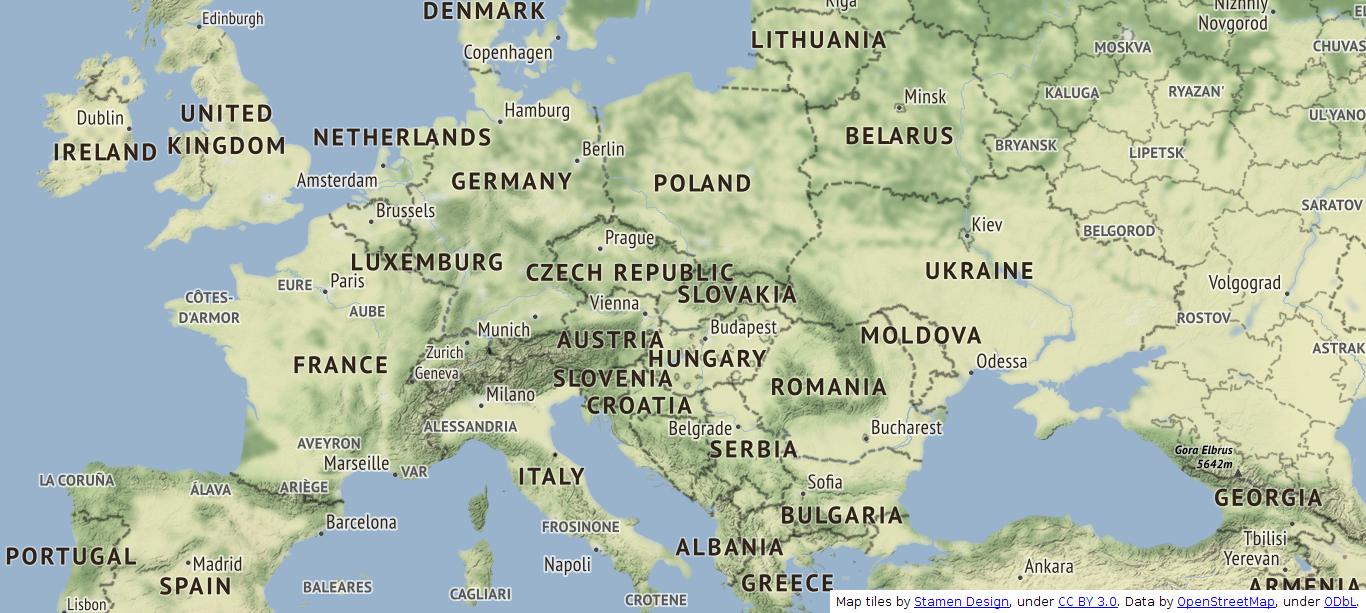 Edinburgh
DENMARK
Riga
Nizhniy
Novgorod
Copenhagen
LITHUANIA
MOSKVA
CHUVAS
Dublin
UNITED
KINGDOM
IRELAND
Hamburg
NETHERLANDS
Minsk
BELARUS
KALUGA
RYAZAN'
UL'YANO
BRYANSK
LIPETSK
Amsterdam
Berlin
GERMANY
POLAND
Brussels
SARATOV
Kiev
BELGOROD
Prague
LUXEMBURG
CZECH REPUBLIC
UKRAINE
EURE
Paris
SLOVAKIA
Volgograd
CÔTES-
D'ARMOR
AUBE
Vienna
ROSTOV
Munich
Budapest
MOLDOVA
AUSTRIA
Zurich
HUNGARY
ASTRAK
FRANCE
Geneva
SLOVENIA
Odessa
ROMANIA
Milano
CROATIA
ALESSANDRIA
Belgrade
Bucharest
AVEYRON
SERBIA
Marseille
VAR
Gora Elbrus
5642m
LA CORUÑA
ÁLAVA
ARIÈGE
ITALY
Sofia
GEORGIA
Barcelona
FROSINONE
BULGARIA
Tbilisi
PORTUGAL
Madrid
Napoli
ALBANIA
Yerevan
SPAIN
BALEARES
CAGLIARI
CROTENE
GREECE
Ankara
ARMENIA
Lisbon
Map tiles by Stamen Design, under CC BY 3.0. Data by OpenStreetMap, under ODbL.